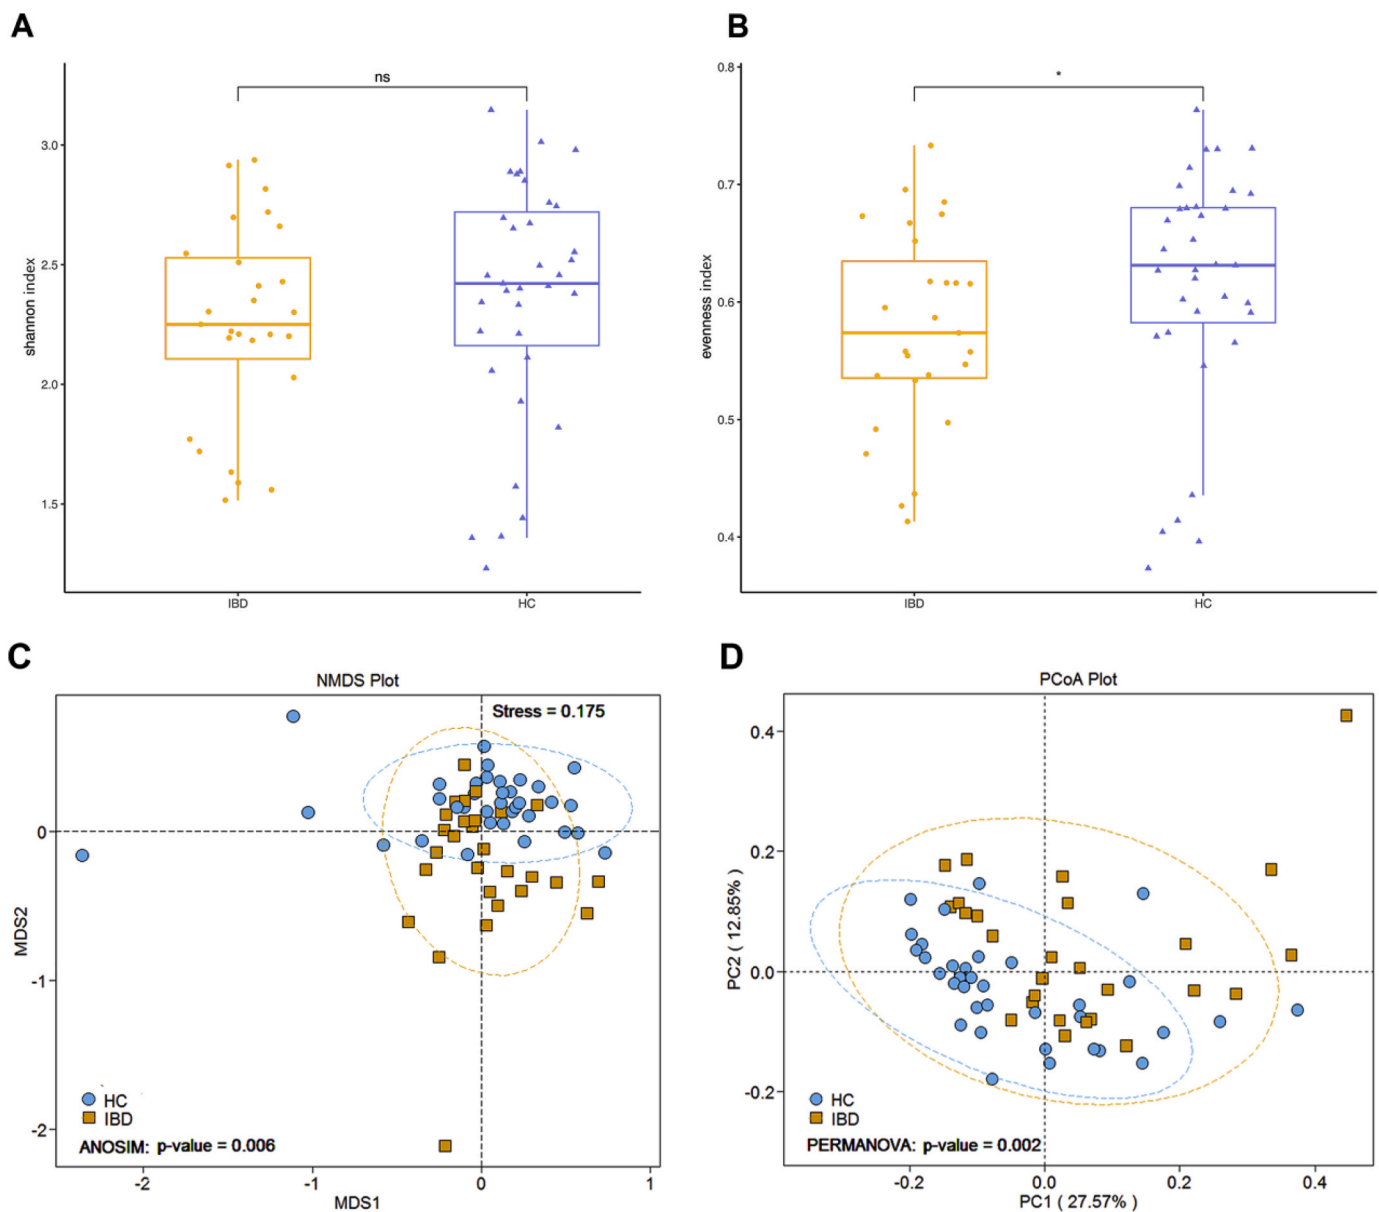 A
ns
3.0
2.5
2.0
1.5
shannon index
IBD
HC
B
*
0.8
0.7
0.6
0.5
0.4
evenness index
IBD
HC
C
NMDS Plot
Stress = 0.175
0
-1
-2
MDS2
HC
IBD
ANOSIM: p-value = 0.006
-2
-1
0
1
MDS1
D
PCoA Plot
0.4
0.2
0.0
-0.2
PC2 ( 12.85% )
HC
IBD
PERMANOVA: p-value = 0.002
-0.2
0.0
0.2
0.4
PC1 ( 27.57% )